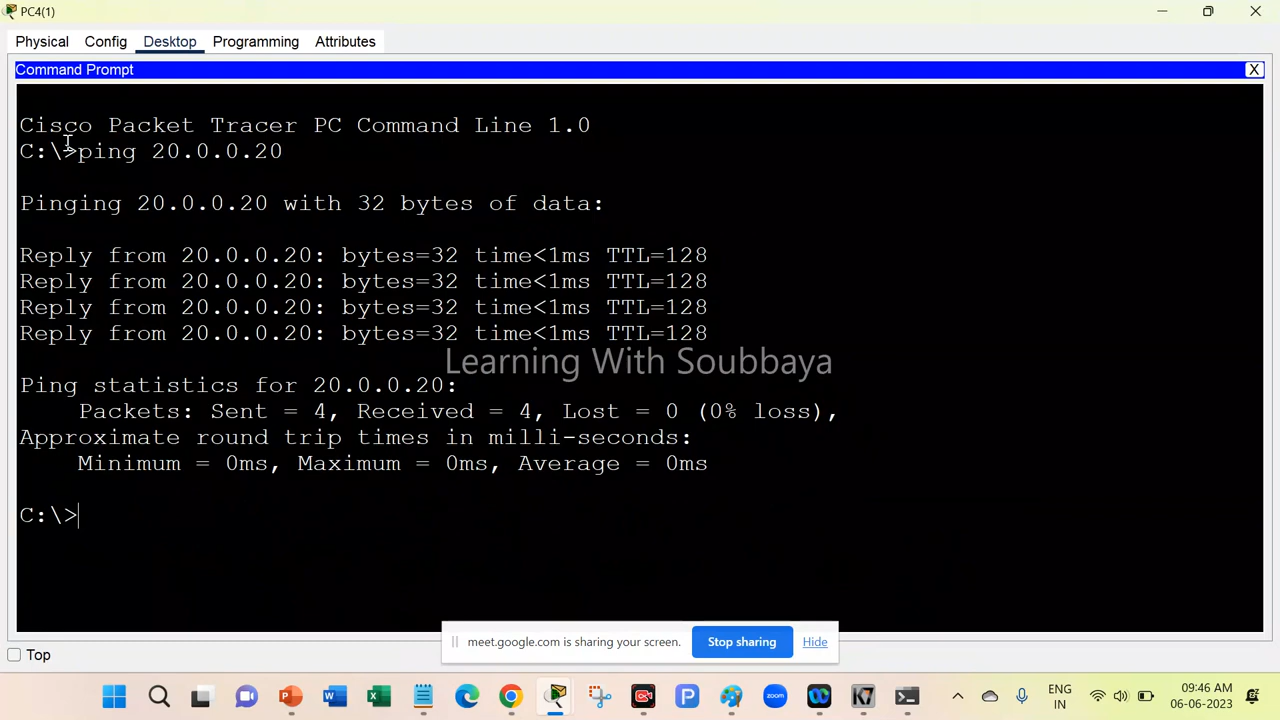 PC4(1)
Physical Config Desktop Programming Attributes
Command Prompt X
Cisco Packet Tracer PC Command Line 1.0
C:\>ping 20.0.0.20
Pinging 20.0.0.20 with 32 bytes of data:
Reply from 20.0.0.20: bytes=32 time<1ms TTL=128
Reply from 20.0.0.20: bytes=32 time<1ms TTL=128
Reply from 20.0.0.20: bytes=32 time<1ms TTL=128
Reply from 20.0.0.20: bytes=32 time<1ms TTL=128
Learning With Soubbaya
Ping statistics for 20.0.0.20:
Packets: Sent = 4, Received = 4, Lost = 0 (0% loss),
Approximate round trip times in milli-seconds:
Minimum = 0ms, Maximum = 0ms, Average = 0ms
C:\>
meet.google.com is sharing your screen. Stop sharing Hide
Top
W X P zoom K7
ENG 09:46 AM
IN 06-06-2023